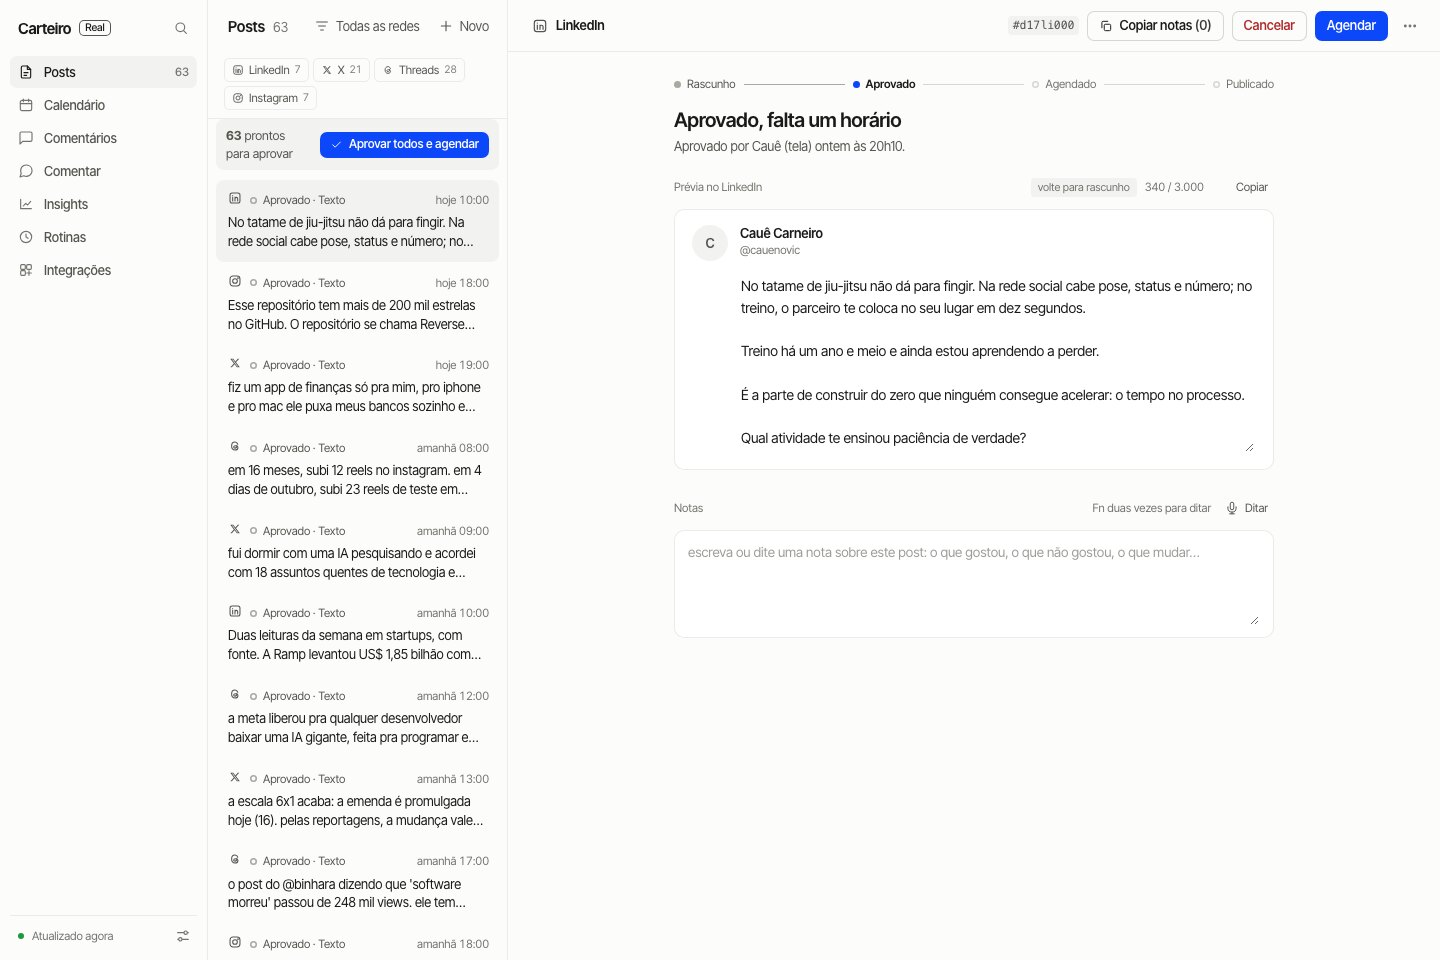 Carteiro Real
Posts 63
Calendário
Comentários
Comentar
Insights
Rotinas
Integrações
Atualizado agora
Posts 63 Todas as redes Novo
LinkedIn 7 X 21 Threads 28
Instagram 7
63 prontos
para aprovar
Aprovar todos e agendar
Aprovado · Texto hoje 10:00
No tatame de jiu-jitsu não dá para fingir. Na
rede social cabe pose, status e número; no...
Aprovado · Texto hoje 18:00
Esse repositório tem mais de 200 mil estrelas
no GitHub. O repositório se chama Reverse...
Aprovado · Texto hoje 19:00
fiz um app de finanças só pra mim, pro iphone
e pro mac ele puxa meus bancos sozinho e...
Aprovado · Texto amanhã 08:00
em 16 meses, subi 12 reels no instagram. em 4
dias de outubro, subi 23 reels de teste em...
Aprovado · Texto amanhã 09:00
fui dormir com uma IA pesquisando e acordei
com 18 assuntos quentes de tecnologia e...
Aprovado · Texto amanhã 10:00
Duas leituras da semana em startups, com
fonte. A Ramp levantou US$ 1,85 bilhão com...
Aprovado · Texto amanhã 12:00
a meta liberou pra qualquer desenvolvedor
baixar uma IA gigante, feita pra programar e...
Aprovado · Texto amanhã 13:00
a escala 6x1 acaba: a emenda é promulgada
hoje (16). pelas reportagens, a mudança vale...
Aprovado · Texto amanhã 17:00
o post do @binhara dizendo que 'software
morreu' passou de 248 mil views. ele tem...
Aprovado · Texto amanhã 18:00
LinkedIn
#d17li000 Copiar notas (0) Cancelar Agendar
Rascunho Aprovado Agendado Publicado
Aprovado, falta um horário
Aprovado por Cauê (tela) ontem às 20h10.
Prévia no LinkedIn volte para rascunho 340 / 3.000 Copiar
C
Cauê Carneiro
@cauenovic
No tatame de jiu-jitsu não dá para fingir. Na rede social cabe pose, status e número; no
treino, o parceiro te coloca no seu lugar em dez segundos.
Treino há um ano e meio e ainda estou aprendendo a perder.
É a parte de construir do zero que ninguém consegue acelerar: o tempo no processo.
Qual atividade te ensinou paciência de verdade?
Notas Fn duas vezes para ditar Ditar
escreva ou dite uma nota sobre este post: o que gostou, o que não gostou, o que mudar...